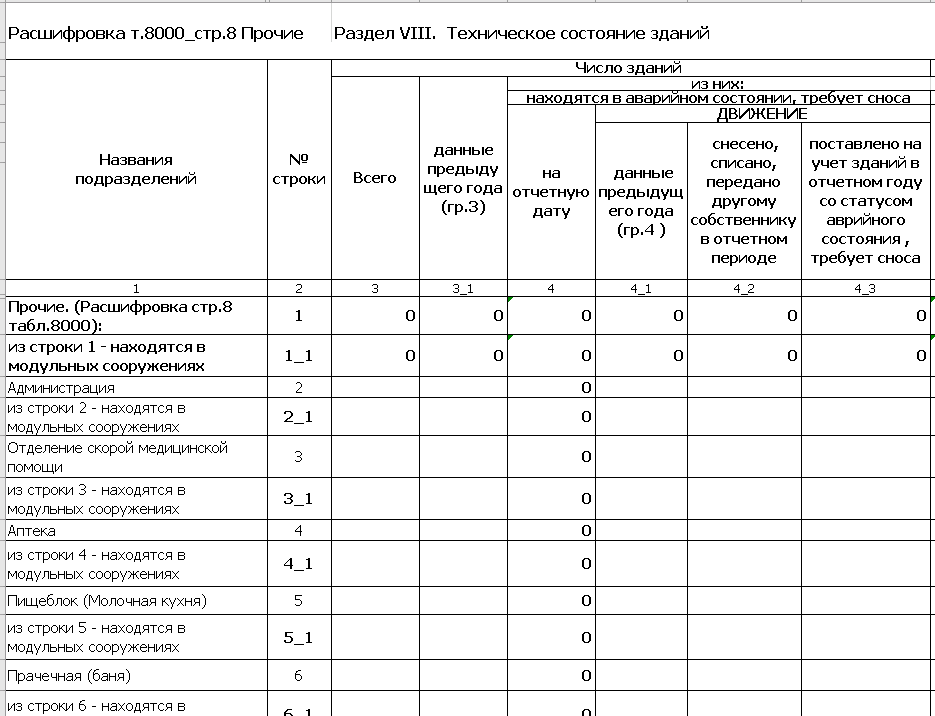 Расшифровка т.8000_стр.8 Прочие Раздел VIII. Техническое состояние зданий
Число зданий
из них:
находятся в аварийном состоянии, требует сноса
ДВИЖЕНИЕ
Названия
подразделений
№
строки
Всего
данные
предыду
щего года
(гр.3)
на
отчетную
дату
данные
предыдущ
его года
(гр.4 )
снесено,
списано,
передано
другому
собственнику
в отчетном
периоде
поставлено на
учет зданий в
отчетном году
со статусом
аврийного
состояния ,
требует сноса
1 2 3 3_1 4 4_1 4_2 4_3
Прочие. (Расшифровка стр.8
табл.8000):
1 0 0 0 0 0 0
из строки 1 - находятся в
модульных сооружениях
1_1 0 0 0 0 0 0
Администрация 2 0
из строки 2 - находятся в
модульных сооружениях
2_1 0
Отделение скорой медицинской
помощи
3 0
из строки 3 - находятся в
модульных сооружениях
3_1 0
Аптека 4 0
из строки 4 - находятся в
модульных сооружениях
4_1 0
Пищеблок (Молочная кухня) 5 0
из строки 5 - находятся в
модульных сооружениях
5_1 0
Прачечная (баня) 6 0
из строки 6 - находятся в
6_1 0